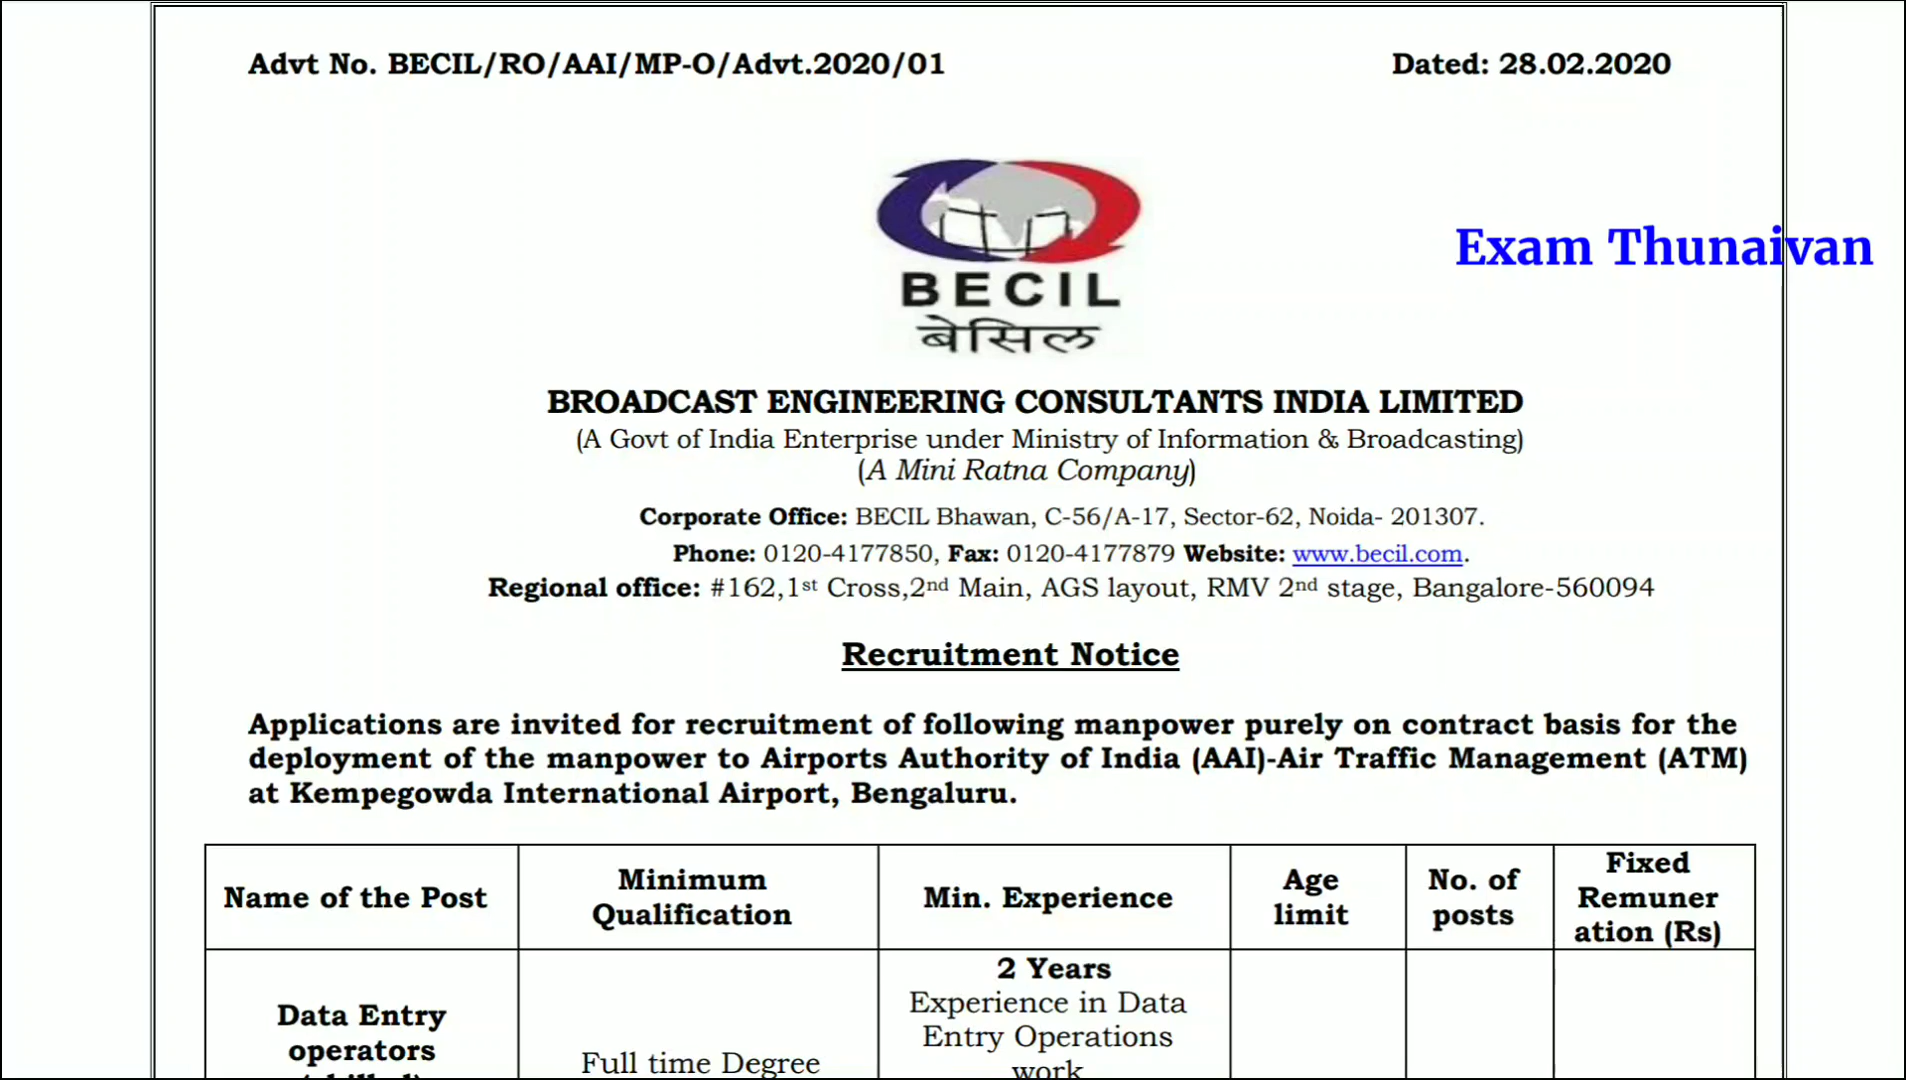 Advt No. BECIL/RO/AAI/MP-O/Advt.2020/01 Dated: 28.02.2020
Exam Thunaivan
BECIL
बेसिल
BROADCAST ENGINEERING CONSULTANTS INDIA LIMITED
(A Govt of India Enterprise under Ministry of Information & Broadcasting)
(A Mini Ratna Company)
Corporate Office: BECIL Bhawan, C-56/A-17, Sector-62, Noida- 201307.
Phone: 0120-4177850, Fax: 0120-4177879 Website: www.becil.com.
Regional office: #162,1st Cross,2nd Main, AGS layout, RMV 2nd stage, Bangalore-560094
Recruitment Notice
Applications are invited for recruitment of following manpower purely on contract basis for the
deployment of the manpower to Airports Authority of India (AAI)-Air Traffic Management (ATM)
at Kempegowda International Airport, Bengaluru.
Name of the Post
Minimum
Qualification
Min. Experience
Age
limit
No. of
posts
Fixed
Remuner
ation (Rs)
Data Entry
operators
Full time Degree
2 Years
Experience in Data
Entry Operations
work